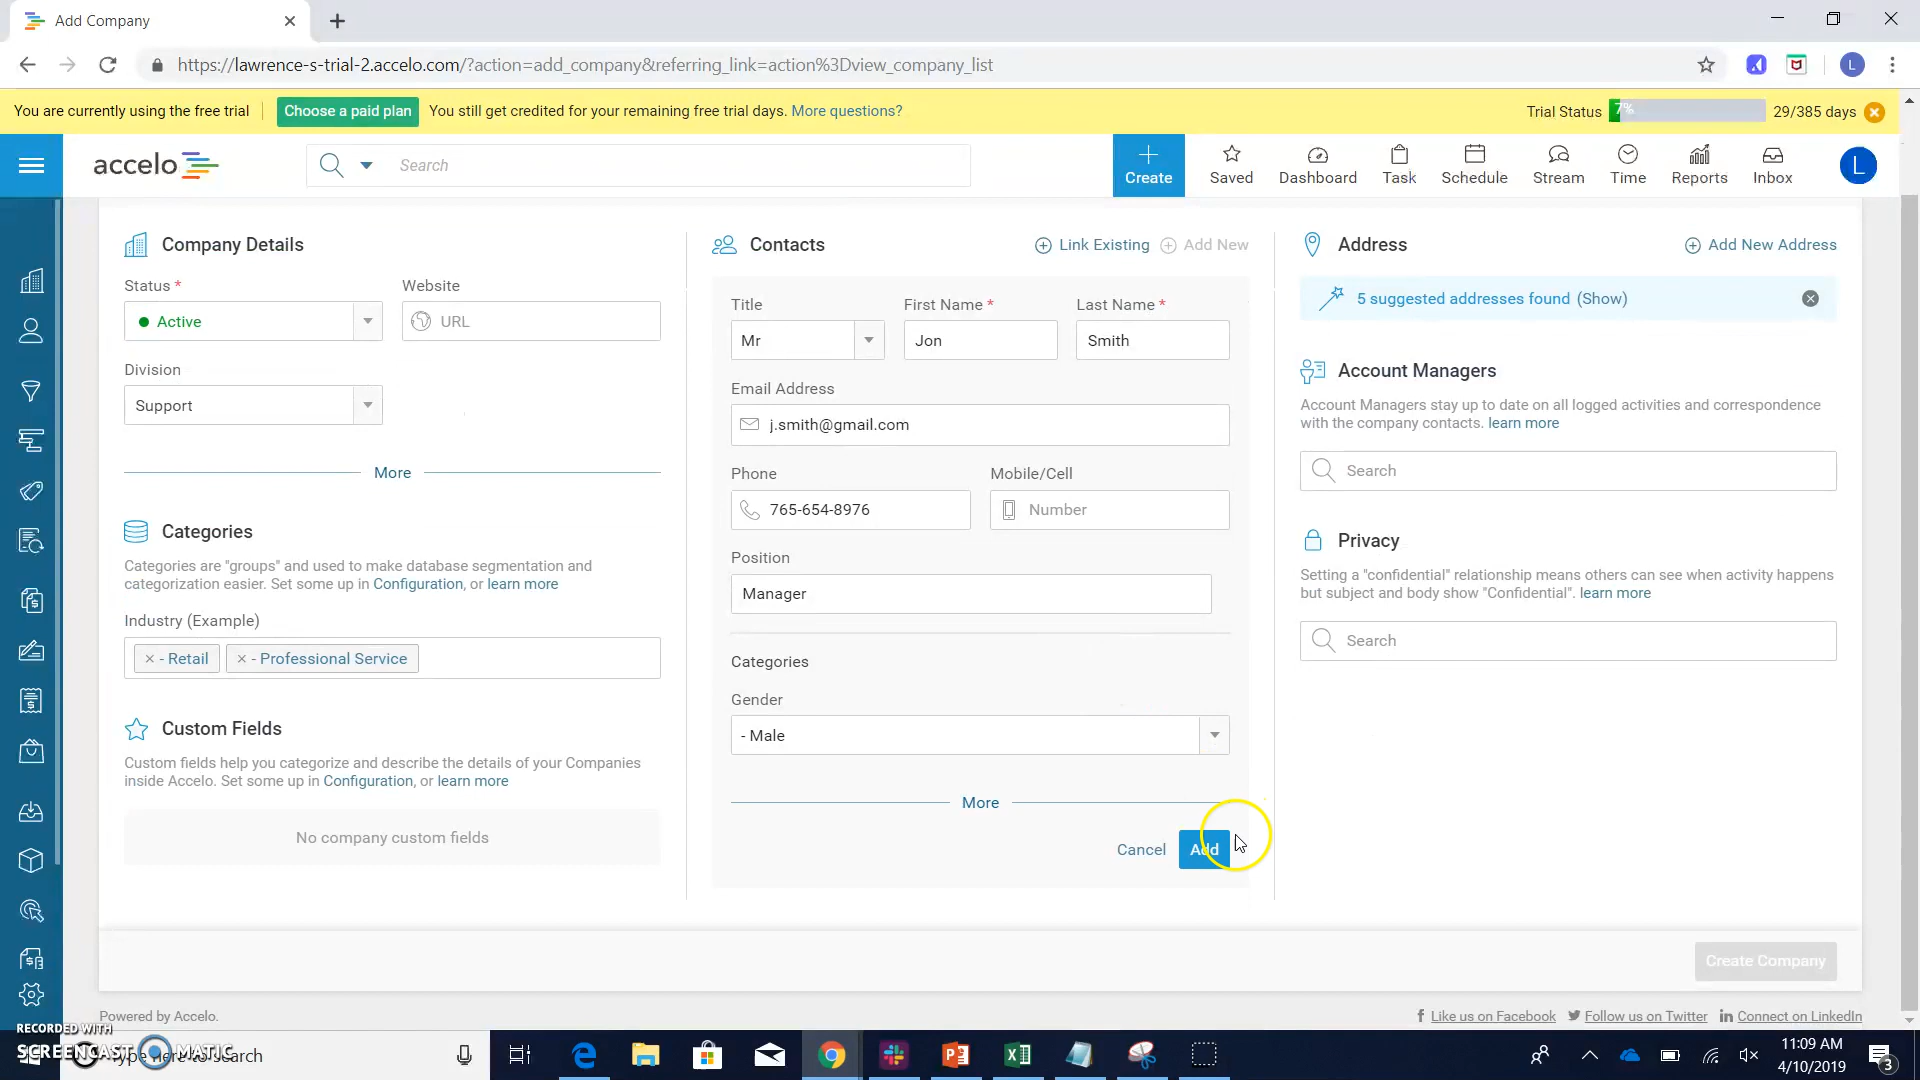 Add Company
https://lawrence-s-trial-2.accelo.com/?action=add_company&referring_link=action%3Dview_company_list
L
You are currently using the free trial
Choose a paid plan
You still get credited for your remaining free trial days. More questions?
Trial Status
7%
29/385 days
accelo
Search
Create
Saved
Dashboard
Task
Schedule
Stream
Time
Reports
Inbox
L
Company Details
Status *
Active
Website
URL
Division
Support
More
Categories
Categories are "groups" and used to make database segmentation and
categorization easier. Set some up in Configuration, or learn more
Industry (Example)
× - Retail
× - Professional Service
Custom Fields
Custom fields help you categorize and describe the details of your Companies
inside Accelo. Set some up in Configuration, or learn more
No company custom fields
Contacts
Link Existing
Add New
Title
Mr
First Name *
Jon
Last Name *
Smith
Email Address
j.smith@gmail.com
Phone
765-654-8976
Mobile/Cell
Number
Position
Manager
Categories
Gender
- Male
More
Cancel
Add
Address
Add New Address
5 suggested addresses found (Show)
Account Managers
Account Managers stay up to date on all logged activities and correspondence
with the company contacts. learn more
Search
Privacy
Setting a "confidential" relationship means others can see when activity happens
but subject and body show "Confidential". learn more
Search
Create Company
Powered by Accelo.
Like us on Facebook
Follow us on Twitter
Connect on LinkedIn
RECORDED WITH
SCREENCAST MATIC
Type here to search
11:09 AM
4/10/2019
3